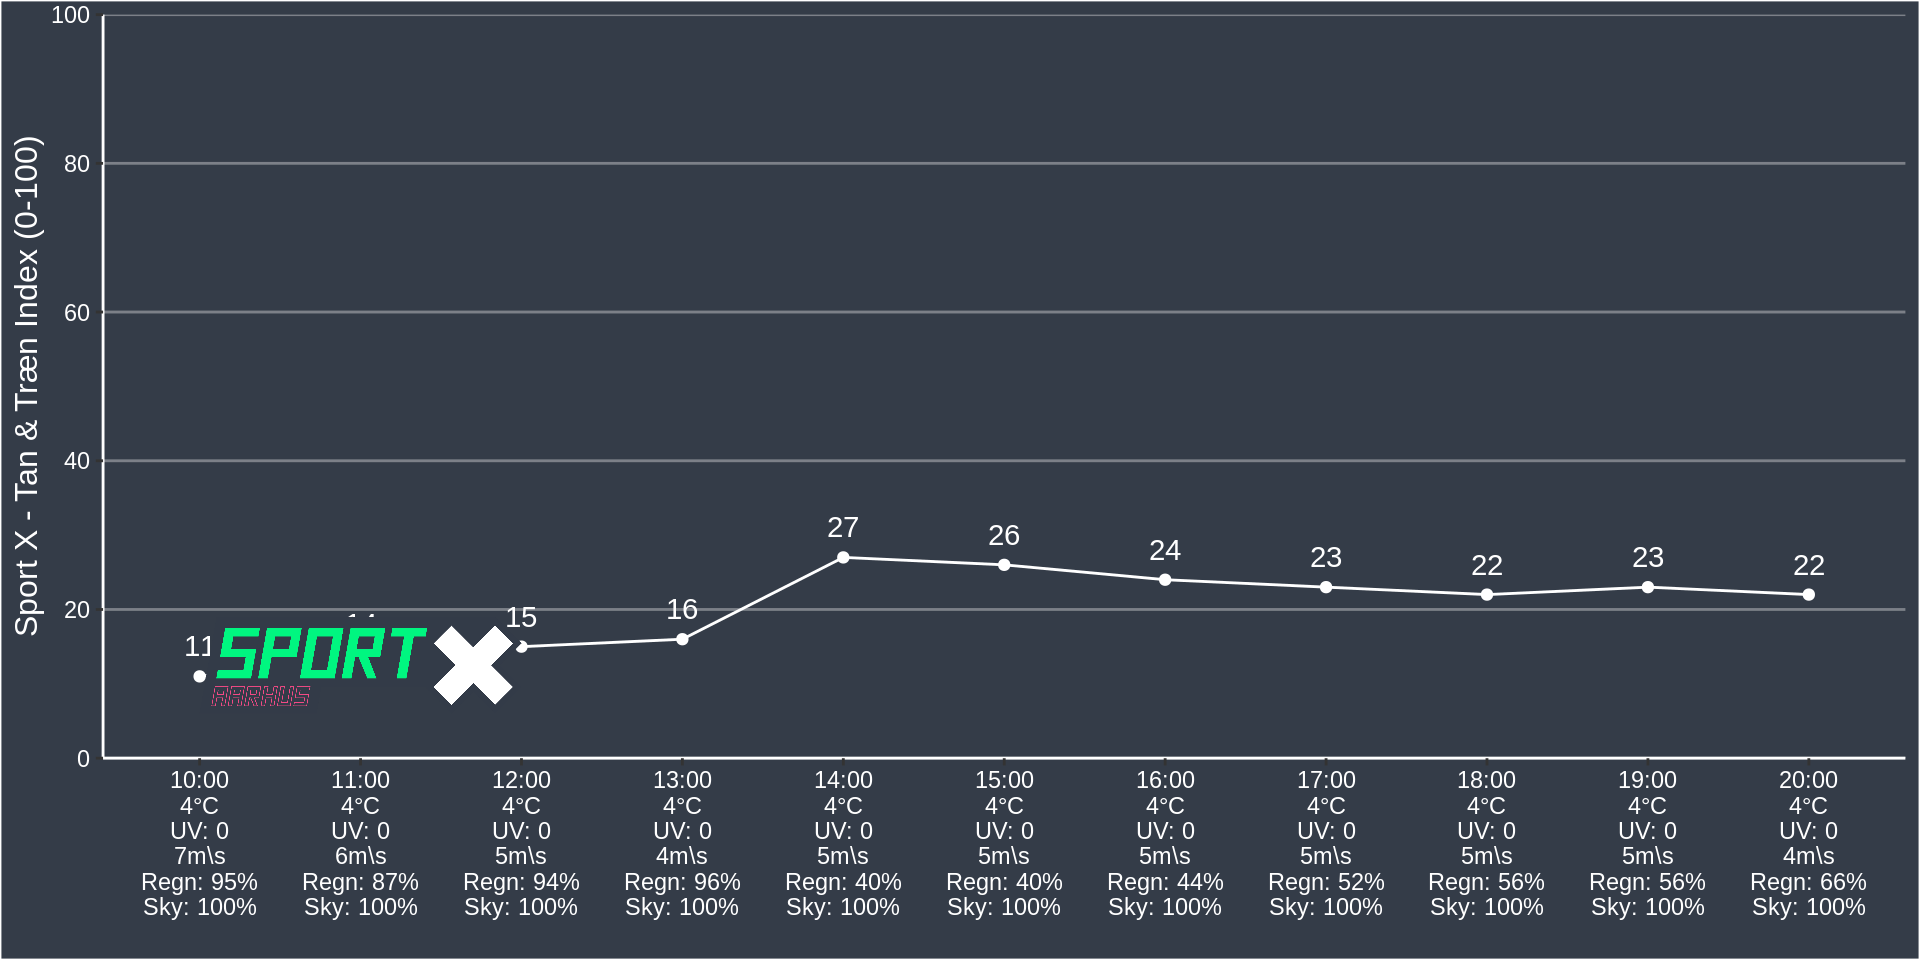 Sport X - Tan & Træn Index (0-100)
100
80
60
40
20
0
11
15
16
27
26
24
23
22
23
22
SPORT X
AARHUS
10:00 11:00 12:00 13:00 14:00 15:00 16:00 17:00 18:00 19:00 20:00
4°C 4°C 4°C 4°C 4°C 4°C 4°C 4°C 4°C 4°C 4°C
UV: 0 UV: 0 UV: 0 UV: 0 UV: 0 UV: 0 UV: 0 UV: 0 UV: 0 UV: 0 UV: 0
7m\s 6m\s 5m\s 4m\s 5m\s 5m\s 5m\s 5m\s 5m\s 5m\s 4m\s
Regn: 95% Regn: 87% Regn: 94% Regn: 96% Regn: 40% Regn: 40% Regn: 44% Regn: 52% Regn: 56% Regn: 56% Regn: 66%
Sky: 100% Sky: 100% Sky: 100% Sky: 100% Sky: 100% Sky: 100% Sky: 100% Sky: 100% Sky: 100% Sky: 100% Sky: 100%